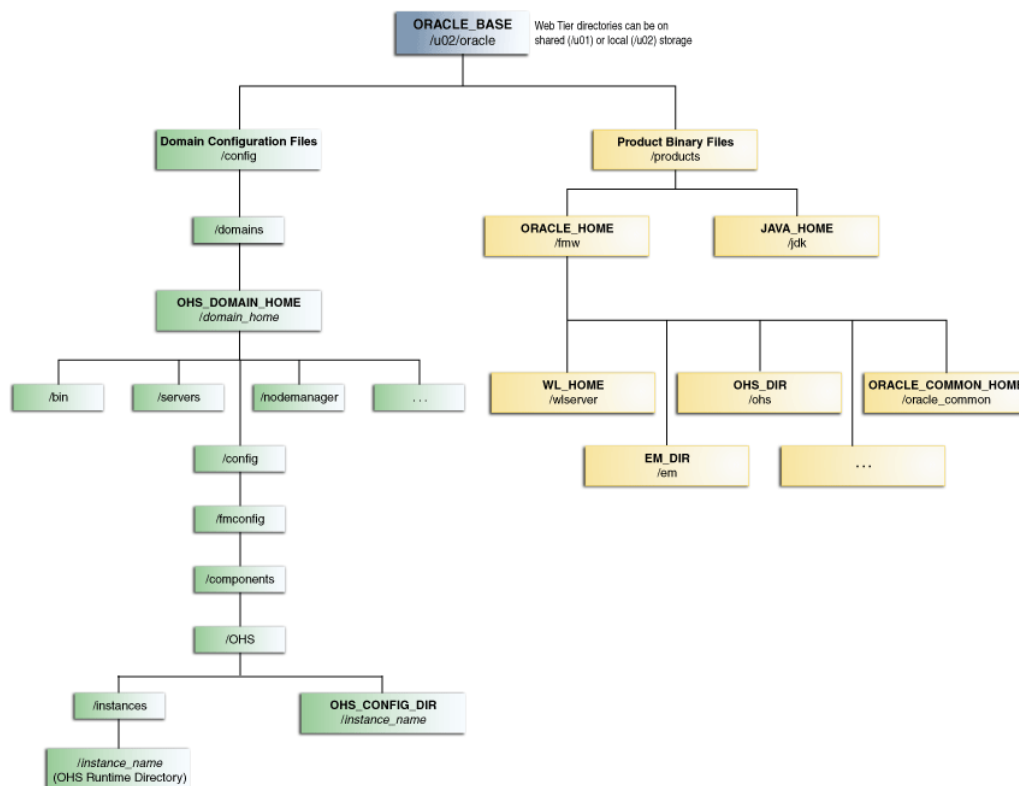 ORACLE_BASE
/u02/oracle
Web Tier directories can be on
shared (/u01) or local (/u02) storage
Domain Configuration Files
/config
Product Binary Files
/products
/domains
ORACLE_HOME
/fmw
JAVA_HOME
/jdk
OHS_DOMAIN_HOME
/domain_home
/bin
/servers
/nodemanager
. . .
WL_HOME
/wlserver
OHS_DIR
/ohs
ORACLE_COMMON_HOME
/oracle_common
/config
EM_DIR
/em
. . .
/fmconfig
/components
/OHS
/instances
OHS_CONFIG_DIR
/instance_name
/instance_name
(OHS Runtime Directory)